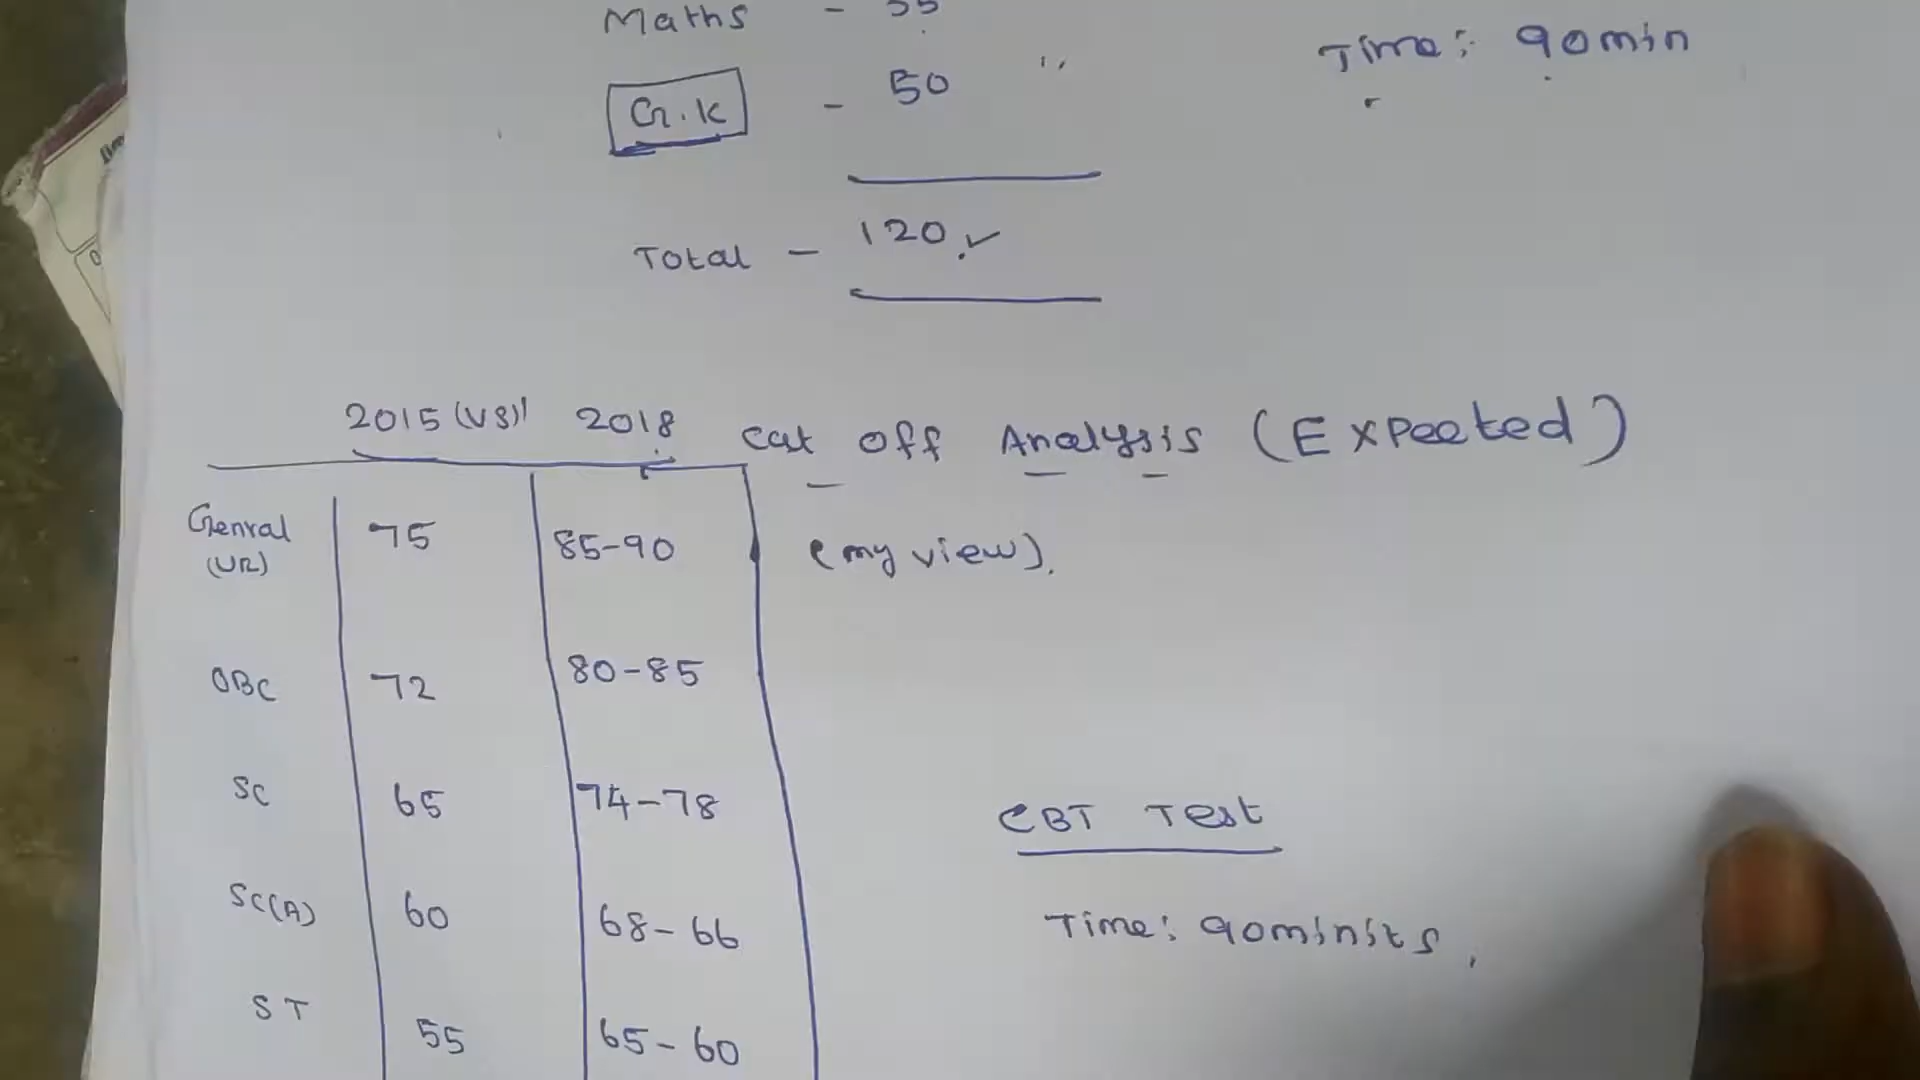 Maths - 35
Time: 90min
G.K - 50
Total - 120
2015 (VS) 2018 Cut off Analysis (Expected)
Genral (UR) 75 85-90 (my view).
OBC 72 80-85
SC 65 74-78
CBT Test
SC(A) 60 68-66
Time: 90minits,
ST 55 65-60